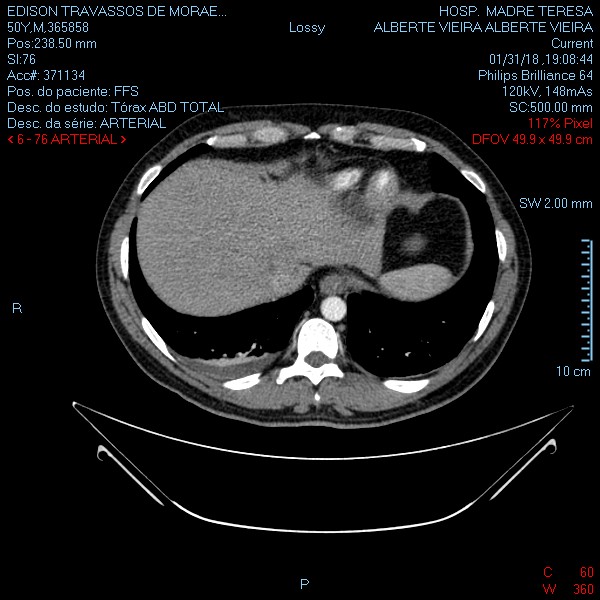 EDISON TRAVASSOS DE MORAE...
50Y,M,365858
Pos:238.50 mm
SI:76
Acc#: 371134
Pos. do paciente: FFS
Desc. do estudo: Tórax ABD TOTAL
Desc. da série: ARTERIAL
< 6 - 76 ARTERIAL >
Lossy
HOSP. MADRE TERESA
ALBERTE VIEIRA ALBERTE VIEIRA
Current
01/31/18 ,19:08:44
Philips Brilliance 64
120kV, 148mAs
SC:500.00 mm
117% Pixel
DFOV 49.9 x 49.9 cm
SW 2.00 mm
R
10 cm
P
C 60
W 360